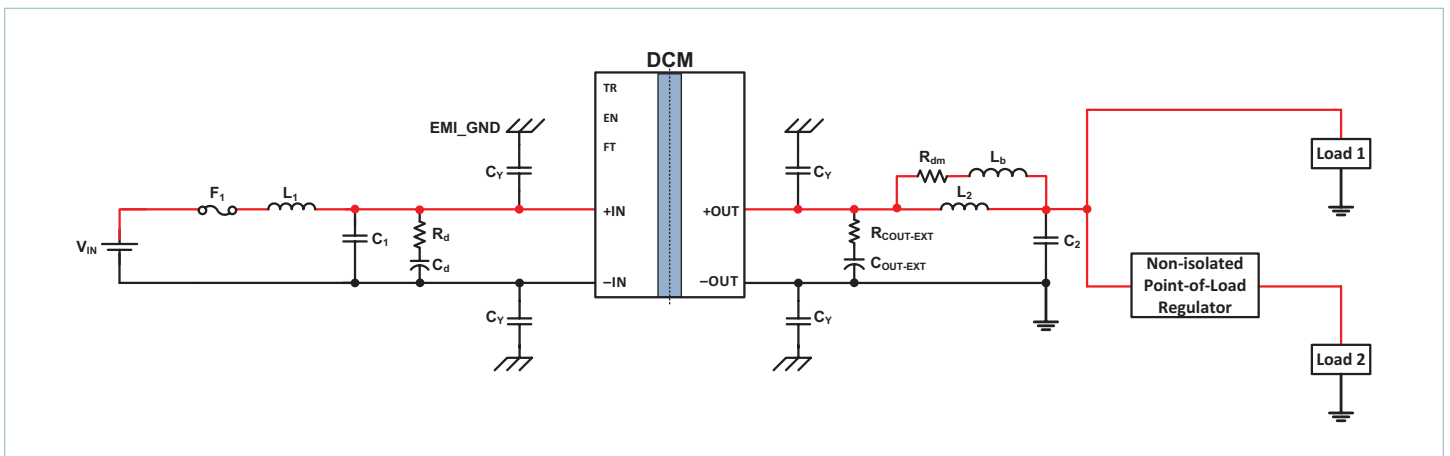 DCM
TR
EN
FT
EMI_GND
C_Y
C_Y
R_dm
L_b
Load 1
F_1
L_1
L_2
+IN
+OUT
V_IN
C_1
R_d
C_d
R_COUT-EXT
C_OUT-EXT
C_2
–IN
–OUT
Non-isolated
Point-of-Load
Regulator
C_Y
C_Y
Load 2